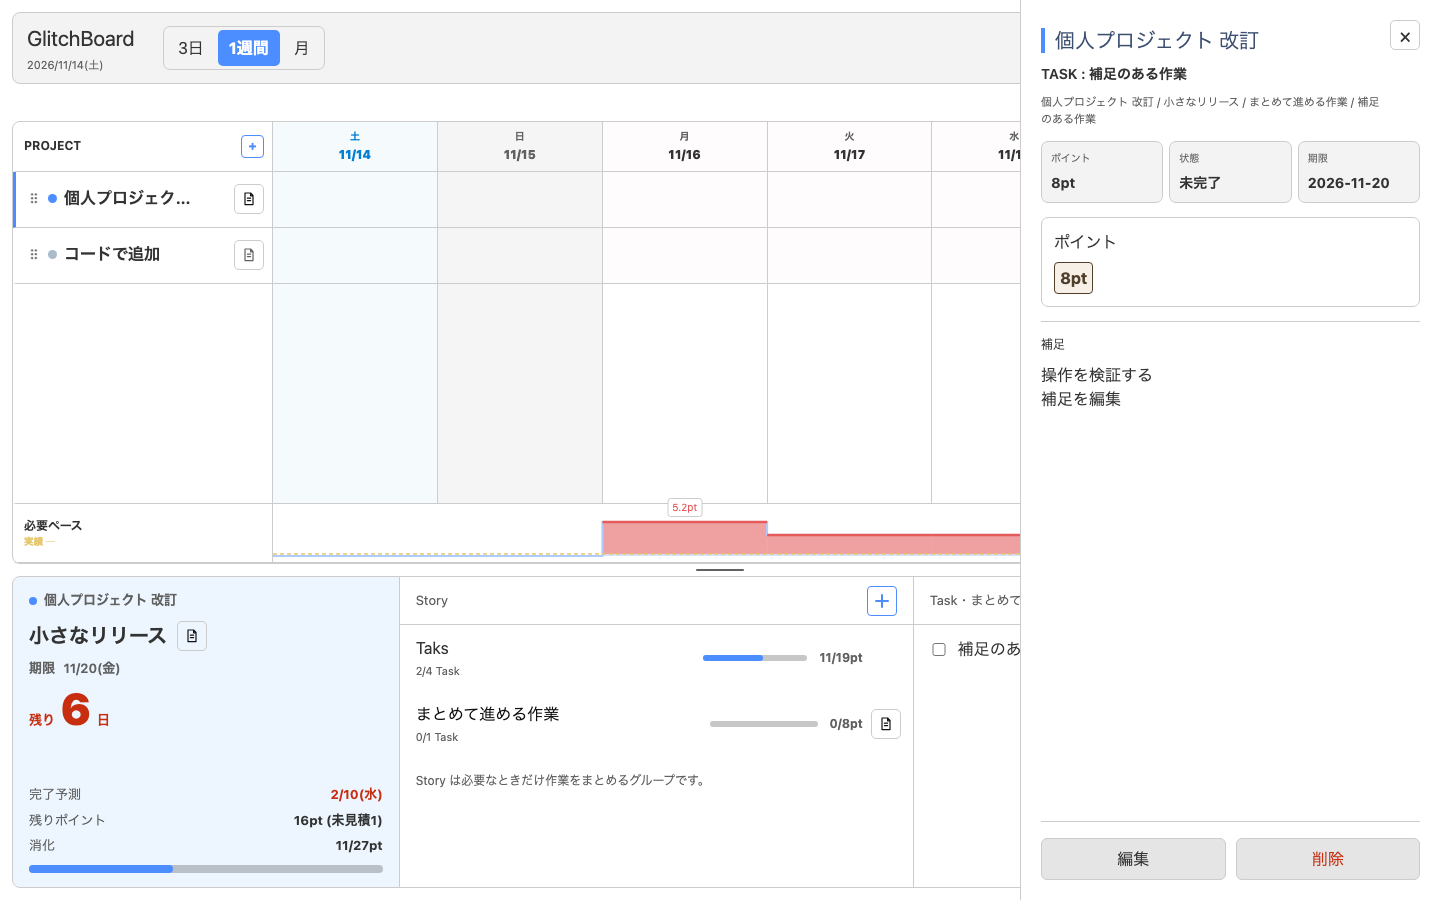 GlitchBoard
2026/11/14(土)
3日
1週間
月
PROJECT
+
土
11/14
日
11/15
月
11/16
火
11/17
水
個人プロジェク...
コードで追加
必要ペース
実績 —
5.2pt
個人プロジェクト 改訂
小さなリリース
期限 11/20(金)
残り 6 日
完了予測 2/10(水)
残りポイント 16pt (未見積1)
消化 11/27pt
Story
+
Taks
2/4 Task
11/19pt
まとめて進める作業
0/1 Task
0/8pt
Story は必要なときだけ作業をまとめるグループです。
Task・まとめて
補足のあ
個人プロジェクト 改訂
×
TASK : 補足のある作業
個人プロジェクト 改訂 / 小さなリリース / まとめて進める作業 / 補足
のある作業
ポイント
8pt
状態
未完了
期限
2026-11-20
ポイント
8pt
補足
操作を検証する
補足を編集
編集
削除